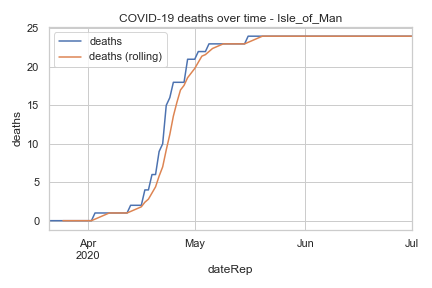 COVID-19 deaths over time - Isle_of_Man
25
20
15
10
5
0
deaths
deaths
deaths (rolling)
Apr
2020
May
Jun
Jul
dateRep